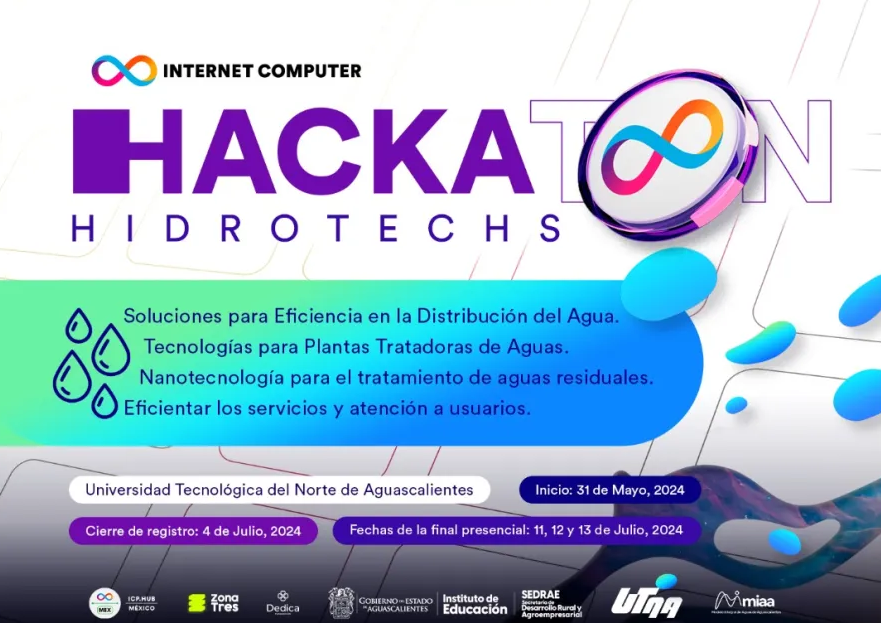 INTERNET COMPUTER
HACKATON
HIDROTECHS
Soluciones para Eficiencia en la Distribución del Agua.
Tecnologías para Plantas Tratadoras de Aguas.
Nanotecnología para el tratamiento de aguas residuales.
Eficientar los servicios y atención a usuarios.
Universidad Tecnológica del Norte de Aguascalientes
Inicio: 31 de Mayo, 2024
Cierre de registro: 4 de Julio, 2024
Fechas de la final presencial: 11, 12 y 13 de Julio, 2024
MEX
ICP.HUB
MÉXICO
Zona
Tres
Dedica
GOBIERNO DEL ESTADO
DE AGUASCALIENTES
Instituto de
Educación
SEDRAE
Secretaría de
Desarrollo Rural y
Agroempresarial
UTNA
miaa